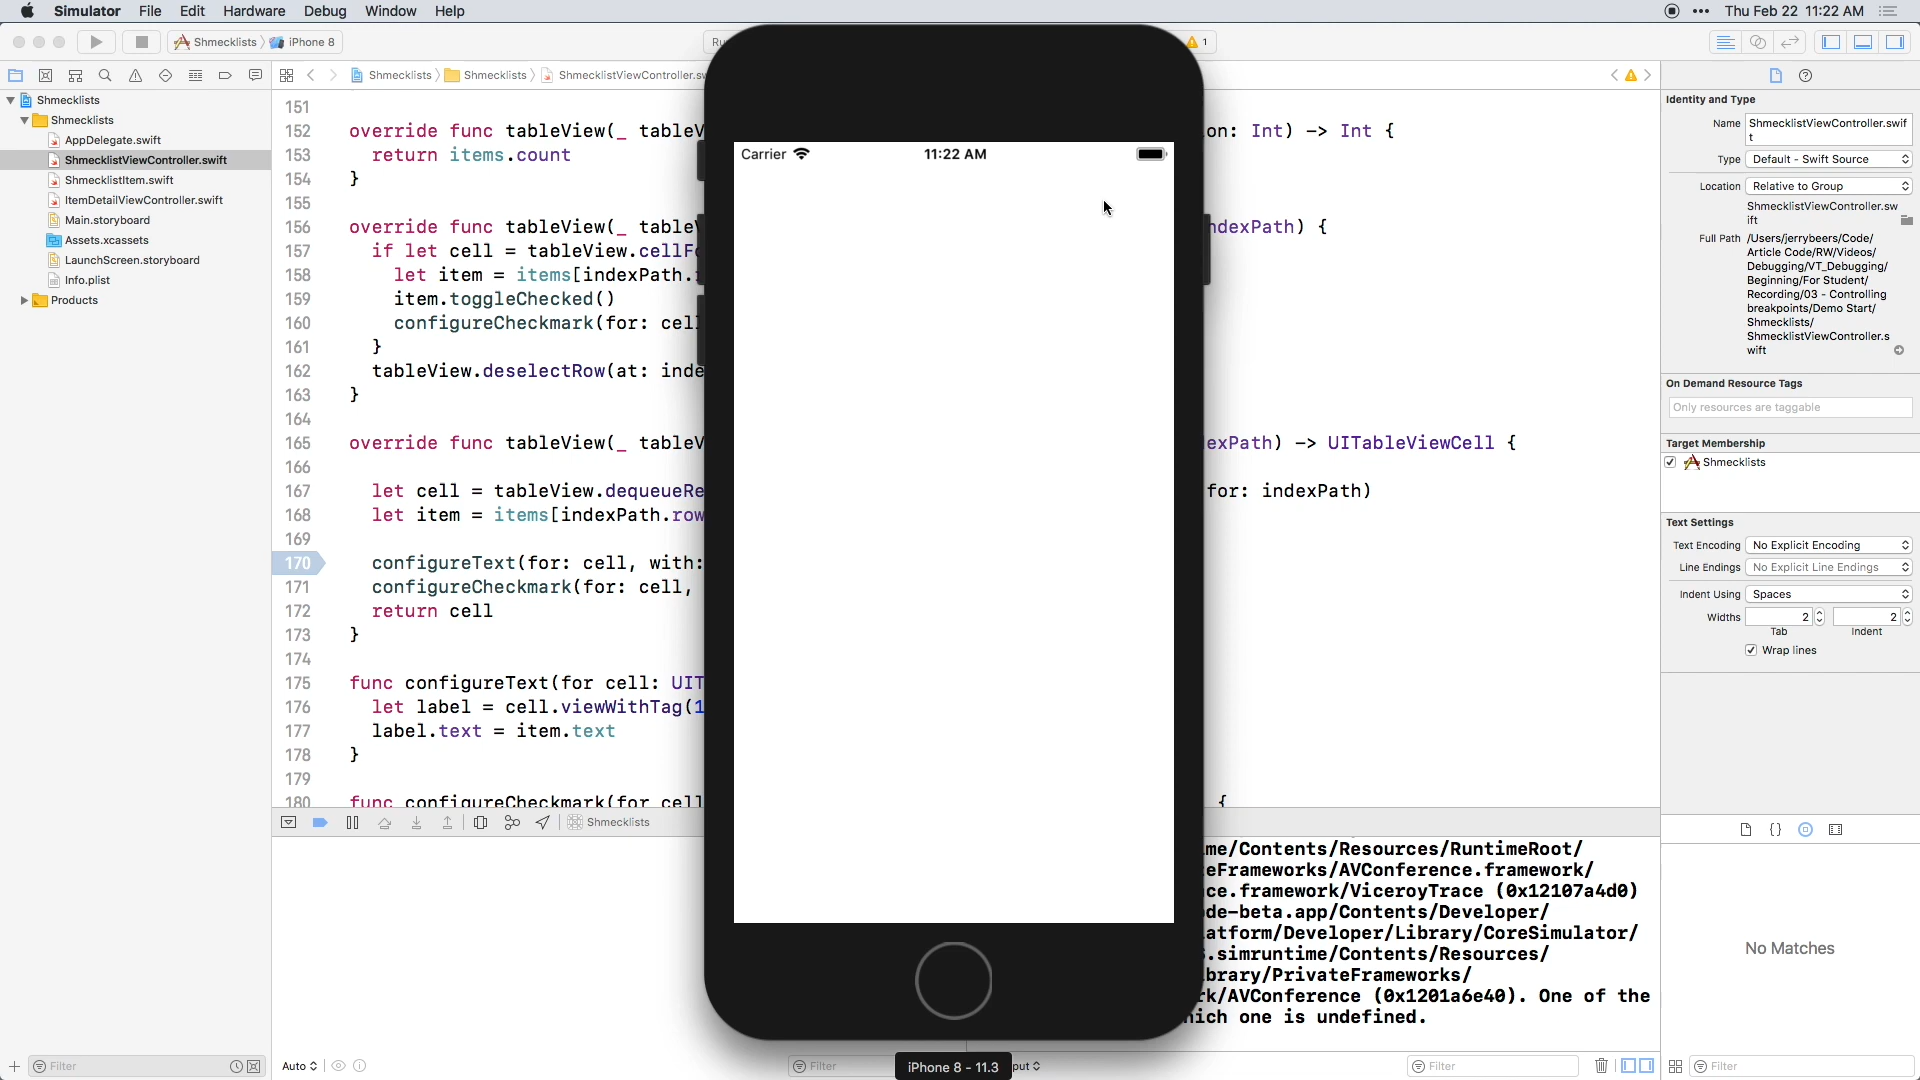 Simulator File Edit Hardware Debug Window Help
Thu Feb 22 11:22 AM
Shmecklists iPhone 8
1
Shmecklists Shmecklists
Shmecklists
Shmecklists
AppDelegate.swift
ShmecklistViewController.swift
ShmecklistItem.swift
ItemDetailViewController.swift
Main.storyboard
Assets.xcassets
LaunchScreen.storyboard
Info.plist
Products
Filter
151
152 override func tableView(_ on: Int) -> Int {
153 return items.count
154 }
155
156 override func tableView(_ ndexPath) {
157 if let cell = tableView.
158 let item = items[indexPath.
159 item.toggleChecked()
160 configureCheckmark(for:
161 }
162 tableView.deselectRow(at:
163 }
164
165 override func tableView(_ exPath) -> UITableViewCell {
166
167 let cell = tableView. for: indexPath)
168 let item = items[indexPath.row
169
170 configureText(for: cell, with:
171 configureCheckmark(for: cell,
172 return cell
173 }
174
175 func configureText(for cell:
176 let label = cell.viewWithTag(1
177 label.text = item.text
178 }
179
180 func configureCheckmark(for cell {
Shmecklists
Carrier 11:22 AM
iPhone 8 - 11.3
me/Contents/Resources/RuntimeRoot/
eFrameworks/AVConference.framework/
ce.framework/ViceroyTrace (0x12107a4d0)
de-beta.app/Contents/Developer/
atform/Developer/Library/CoreSimulator/
.simruntime/Contents/Resources/
brary/PrivateFrameworks/
rk/AVConference (0x1201a6e40). One of the
hich one is undefined.
Auto
Filter
Filter
Identity and Type
Name ShmecklistViewController.swif
t
Type Default - Swift Source
Location Relative to Group
ShmecklistViewController.sw
ift
Full Path /Users/jerrybeers/Code/
Article Code/RW/Videos/
Debugging/VT_Debugging/
Beginning/For Student/
Recording/03 - Controlling
breakpoints/Demo Start/
Shmecklists/
ShmecklistViewController.s
wift
On Demand Resource Tags
Only resources are taggable
Target Membership
Shmecklists
Text Settings
Text Encoding No Explicit Encoding
Line Endings No Explicit Line Endings
Indent Using Spaces
Widths 2 2
Tab Indent
Wrap lines
No Matches
Filter